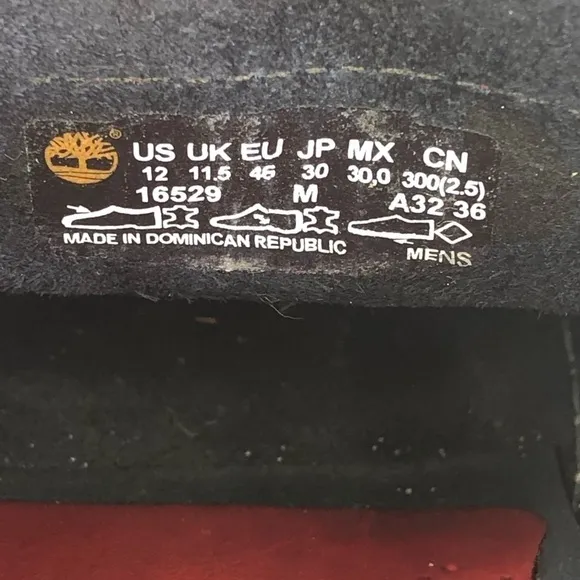 ®
US UK EU JP MX CN
12 11.5 46 30 30,0 300(2.5)
16529 M A32 36
MADE IN DOMINICAN REPUBLIC
MENS